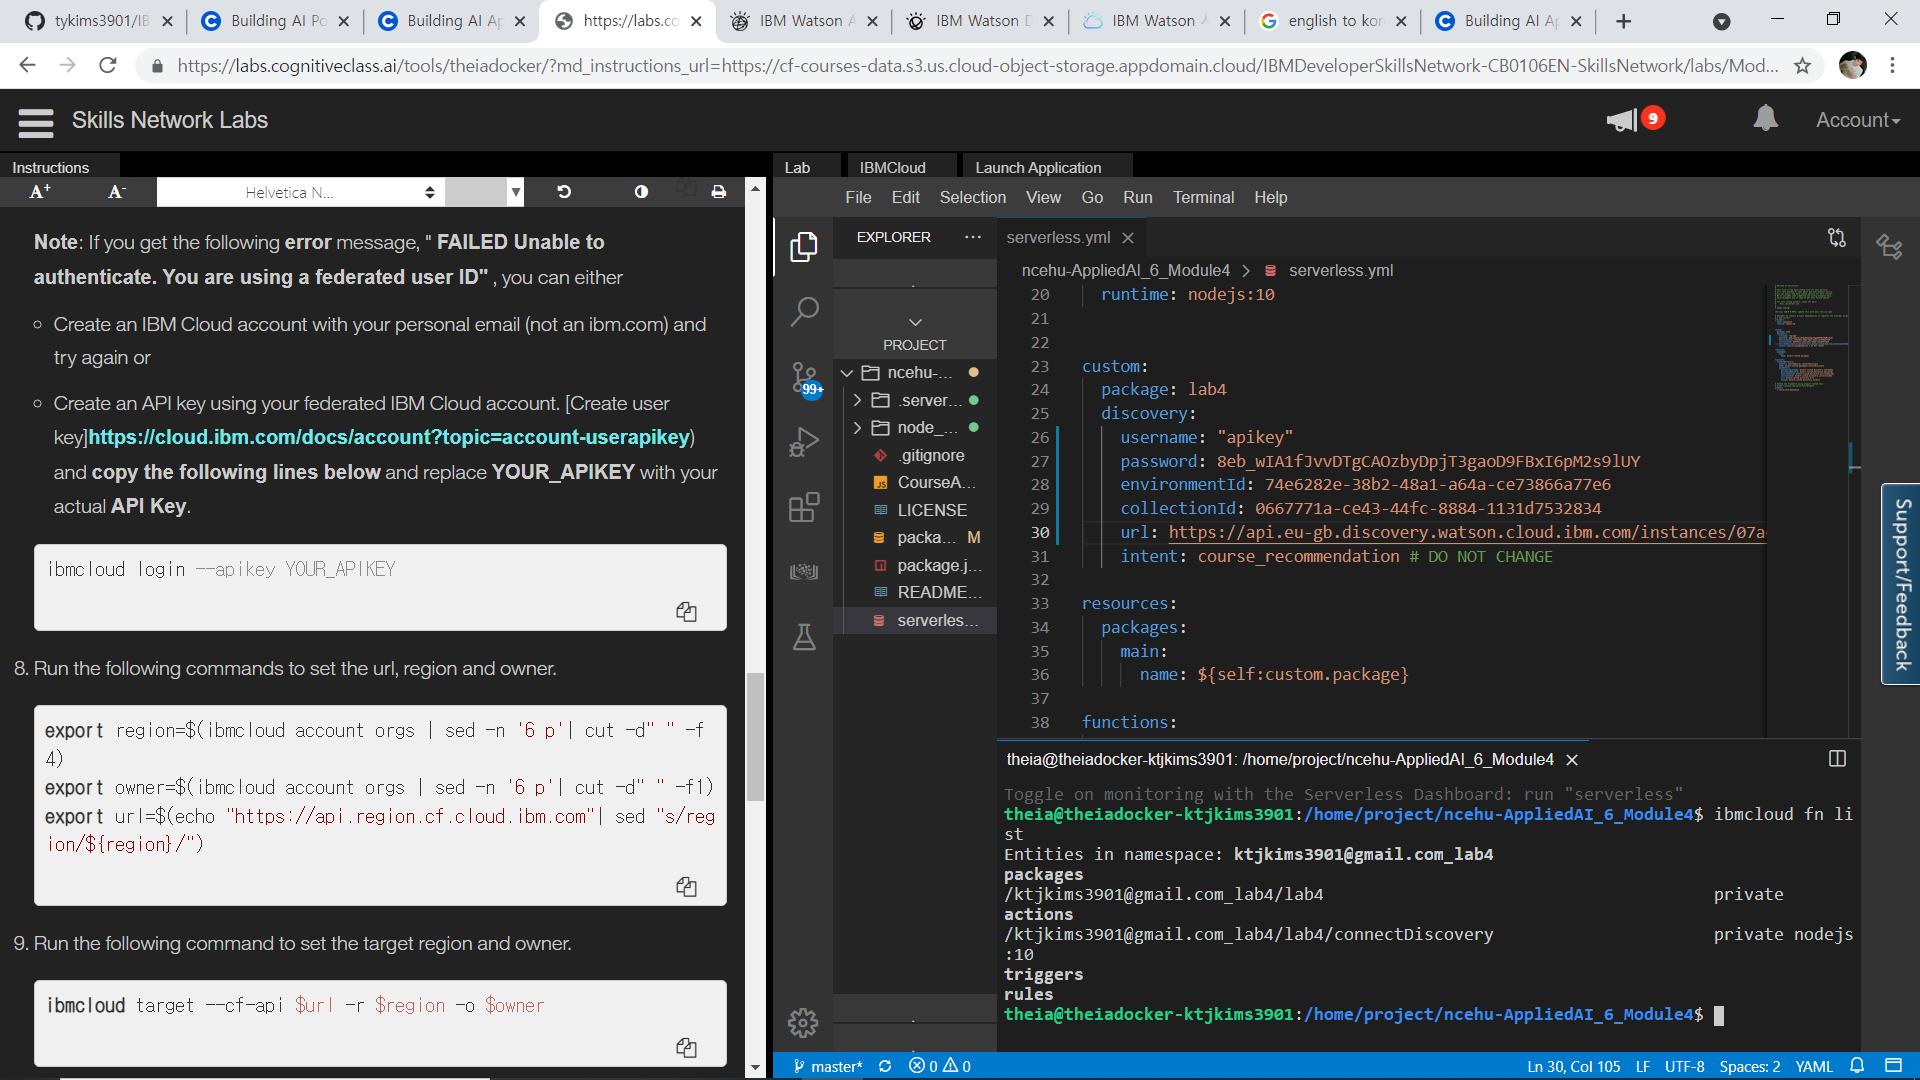 tykims3901/IB
Building AI Po
Building AI Ap
https://labs.co
IBM Watson A
IBM Watson D
IBM Watson A
english to kor
Building AI Ap
https://labs.cognitiveclass.ai/tools/theiadocker/?md_instructions_url=https://cf-courses-data.s3.us.cloud-object-storage.appdomain.cloud/IBMDeveloperSkillsNetwork-CB0106EN-SkillsNetwork/labs/Mod...
Skills Network Labs
9
Account
Instructions
A+ A- Helvetica N...
Note: If you get the following error message, " FAILED Unable to
authenticate. You are using a federated user ID" , you can either
Create an IBM Cloud account with your personal email (not an ibm.com) and
try again or
Create an API key using your federated IBM Cloud account. [Create user
key]https://cloud.ibm.com/docs/account?topic=account-userapikey)
and copy the following lines below and replace YOUR_APIKEY with your
actual API Key.
ibmcloud login --apikey YOUR_APIKEY
8. Run the following commands to set the url, region and owner.
export region=$(ibmcloud account orgs | sed -n '6 p'| cut -d" " -f
4)
export owner=$(ibmcloud account orgs | sed -n '6 p'| cut -d" " -f1)
export url=$(echo "https://api.region.cf.cloud.ibm.com"| sed "s/reg
ion/${region}/")
9. Run the following command to set the target region and owner.
ibmcloud target --cf-api $url -r $region -o $owner
Lab
IBMCloud
Launch Application
File Edit Selection View Go Run Terminal Help
EXPLORER ...
99+
PROJECT
ncehu-...
.server...
node_...
.gitignore
CourseA...
LICENSE
packa... M
package.j...
README...
serverles...
serverless.yml
ncehu-AppliedAI_6_Module4 > serverless.yml
20 runtime: nodejs:10
21
22
23 custom:
24 package: lab4
25 discovery:
26 username: "apikey"
27 password: 8eb_wIA1fJvvDTgCAOzbyDpjT3gaoD9FBxI6pM2s9lUY
28 environmentId: 74e6282e-38b2-48a1-a64a-ce73866a77e6
29 collectionId: 0667771a-ce43-44fc-8884-1131d7532834
30 url: https://api.eu-gb.discovery.watson.cloud.ibm.com/instances/07a
31 intent: course_recommendation # DO NOT CHANGE
32
33 resources:
34 packages:
35 main:
36 name: ${self:custom.package}
37
38 functions:
theia@theiadocker-ktjkims3901: /home/project/ncehu-AppliedAI_6_Module4
Toggle on monitoring with the Serverless Dashboard: run "serverless"
theia@theiadocker-ktjkims3901:/home/project/ncehu-AppliedAI_6_Module4$ ibmcloud fn li
st
Entities in namespace: ktjkims3901@gmail.com_lab4
packages
/ktjkims3901@gmail.com_lab4/lab4 private
actions
/ktjkims3901@gmail.com_lab4/lab4/connectDiscovery private nodejs
:10
triggers
rules
theia@theiadocker-ktjkims3901:/home/project/ncehu-AppliedAI_6_Module4$
Support/Feedback
master* 0 0 Ln 30, Col 105 LF UTF-8 Spaces: 2 YAML